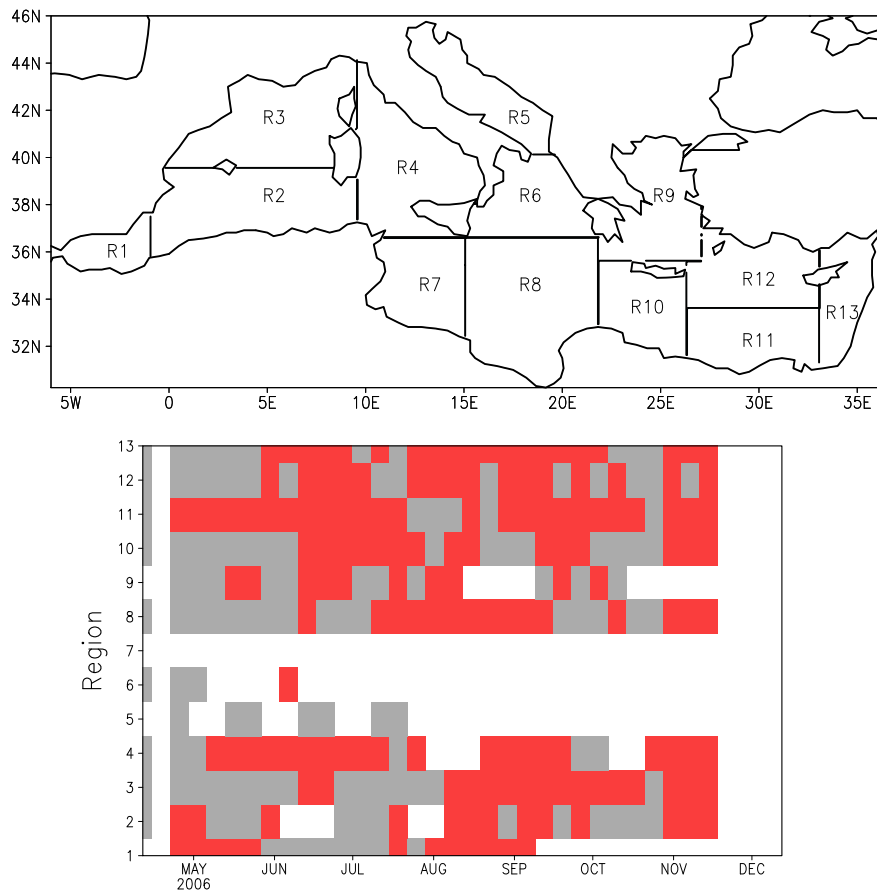 46N
44N
42N
40N
38N
36N
34N
32N
R5
R3
R4
R2
R6
R9
R1
R7
R8
R12
R10
R13
R11
5W 0 5E 10E 15E 20E 25E 30E 35E
13
12
11
10
9
8
7
6
5
4
3
2
1
Region
MAY JUN JUL AUG SEP OCT NOV DEC
2006